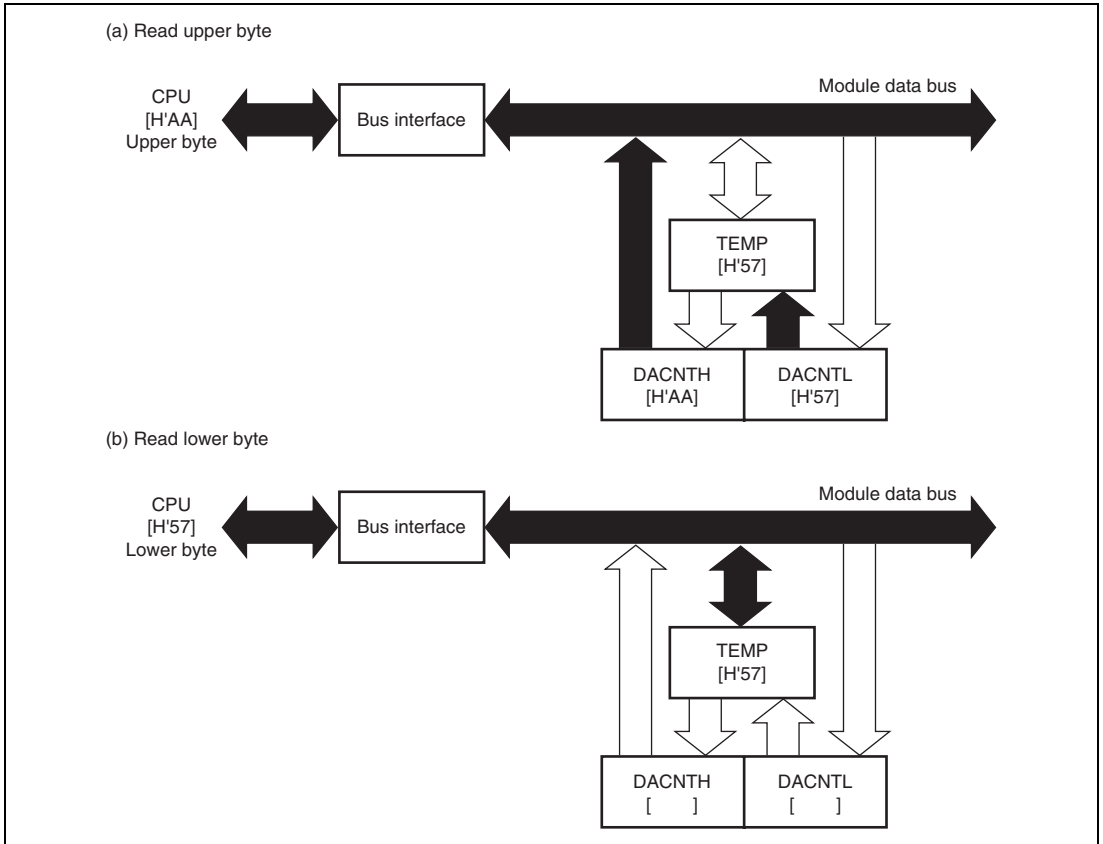 (a) Read upper byte
CPU
[H'AA]
Upper byte
Bus interface
Module data bus
TEMP
[H'57]
DACNTH
[H'AA]
DACNTL
[H'57]
(b) Read lower byte
CPU
[H'57]
Lower byte
Bus interface
Module data bus
TEMP
[H'57]
DACNTH
[ ]
DACNTL
[ ]